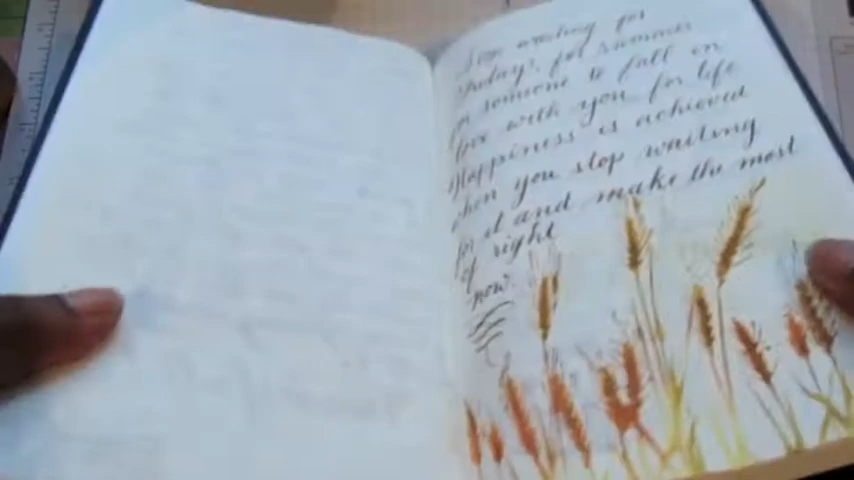 Stop waiting for
Fridays, for summer
for someone to fall in
love with you, for life
Happiness is achieved
when you stop waiting
for it and make the most
of right
now.